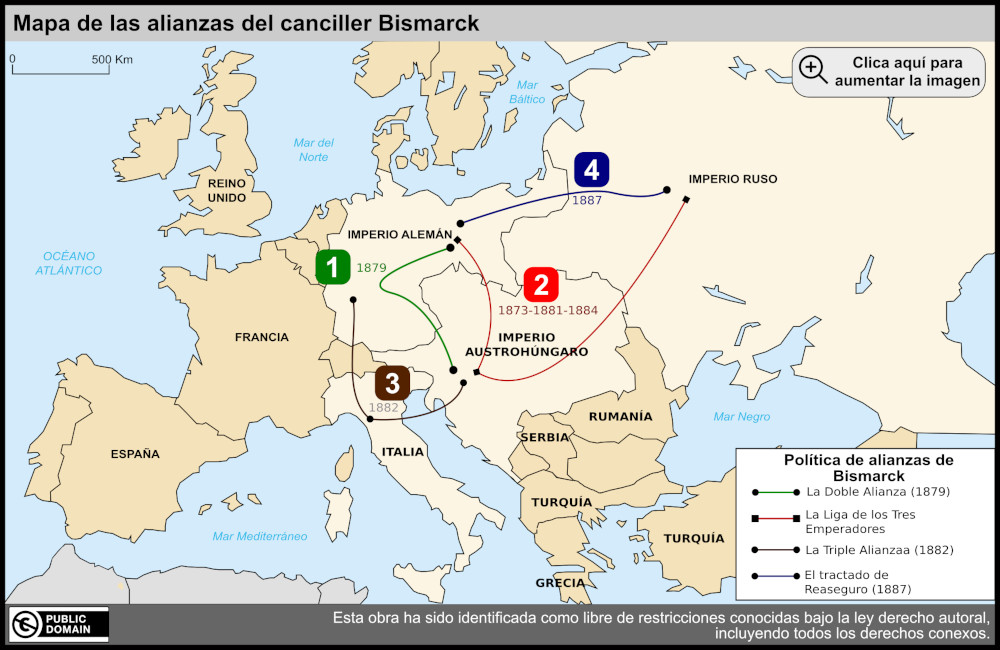 Mapa de las alianzas del canciller Bismarck
0
500 Km
Clica aquí para
aumentar la imagen
Mar
Báltico
Mar del
Norte
4
1887
IMPERIO RUSO
REINO
UNIDO
IMPERIO ALEMÁN
OCÉANO
ATLÁNTICO
1
1879
2
1873-1881-1884
FRANCIA
IMPERIO
AUSTROHÚNGARO
3
1882
RUMANÍA
Mar Negro
SERBIA
ITALIA
ESPAÑA
TURQUÍA
Mar Mediterráneo
TURQUÍA
GRECIA
Política de alianzas de
Bismarck
La Doble Alianza (1879)
La Liga de los Tres
Emperadores
La Triple Alianzaa (1882)
El tractado de
Reaseguro (1887)
PUBLIC
DOMAIN
Esta obra ha sido identificada como libre de restricciones conocidas bajo la ley derecho autoral,
incluyendo todos los derechos conexos.